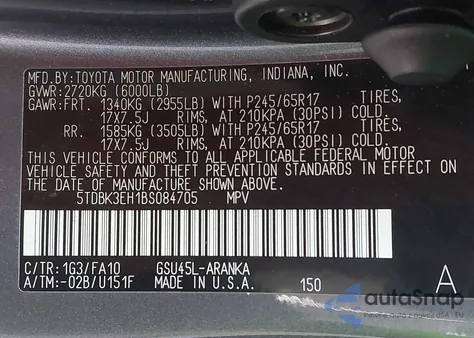 MFD.BY:TOYOTA MOTOR MANUFACTURING, INDIANA, INC.
GVWR:2720KG (6000LB)
GAWR:FRT. 1340KG (2955LB) WITH P245/65R17 TIRES,
17X7.5J RIMS, AT 210KPA (30PSI) COLD.
RR. 1585KG (3505LB) WITH P245/65R17 TIRES,
17X7.5J RIMS, AT 210KPA (30PSI) COLD.
THIS VEHICLE CONFORMS TO ALL APPLICABLE FEDERAL MOTOR
VEHICLE SAFETY AND THEFT PREVENTION STANDARDS IN EFFECT
ON THE DATE OF MANUFACTURE SHOWN ABOVE.
5TDBK3EH1BS084705 MPV
C/TR:1G3/FA10 GSU45L-ARANKA
A/TM:-02B/U151F MADE IN U.S.A. 150 A
autoSnap